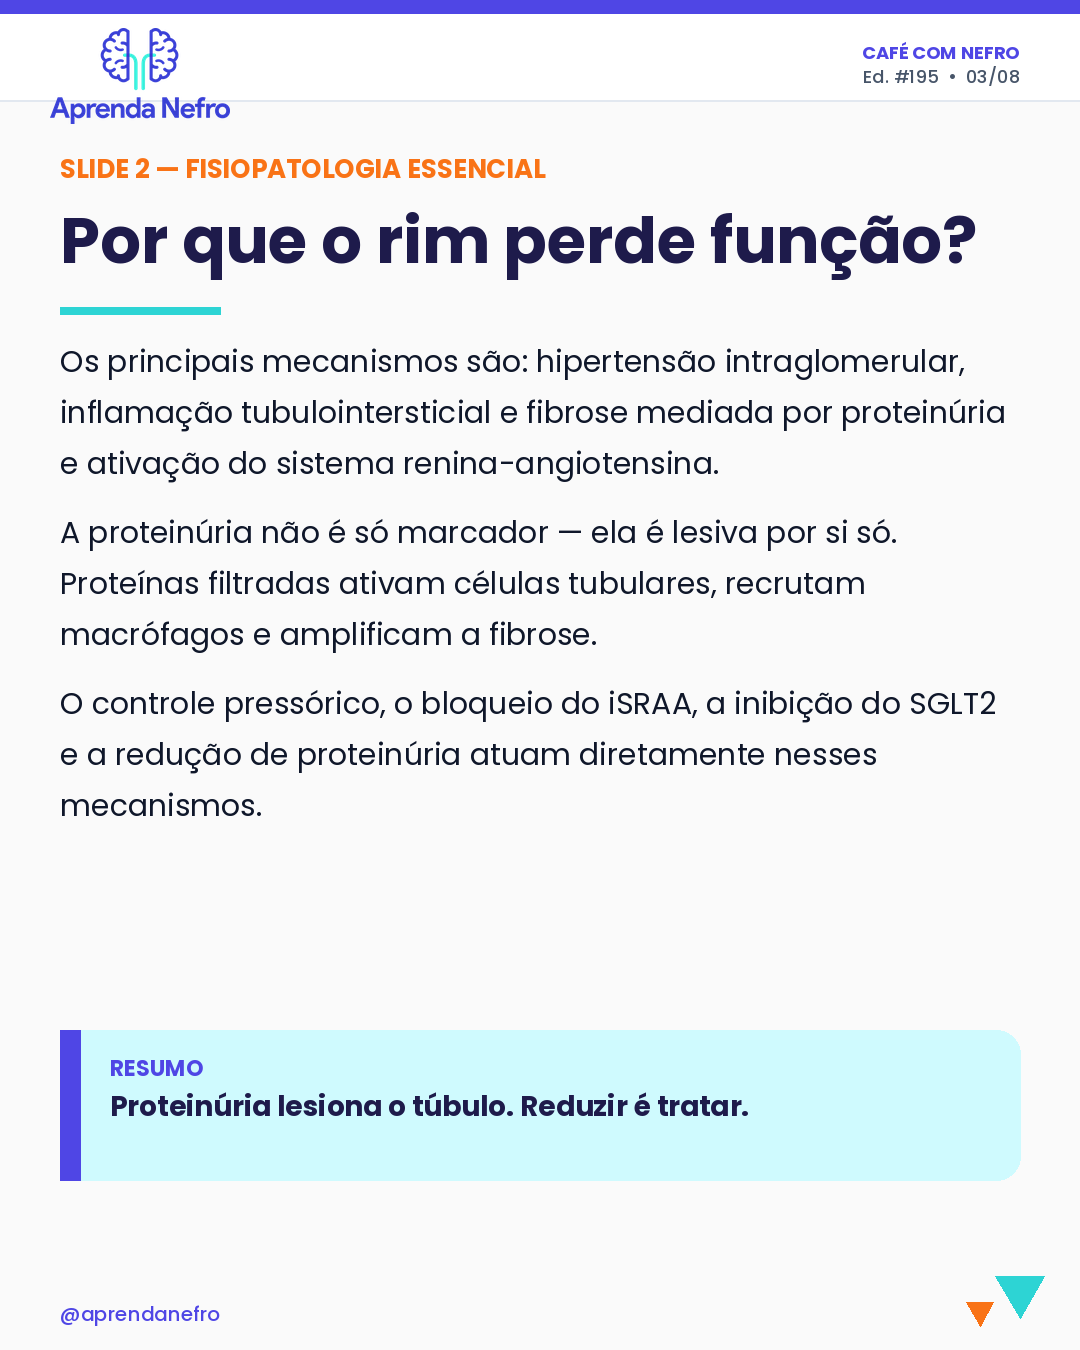 Aprenda Nefro
CAFÉ COM NEFRO
Ed. #195 • 03/08
SLIDE 2 — FISIOPATOLOGIA ESSENCIAL
Por que o rim perde função?
Os principais mecanismos são: hipertensão intraglomerular,
inflamação tubulointersticial e fibrose mediada por proteinúria
e ativação do sistema renina-angiotensina.
A proteinúria não é só marcador — ela é lesiva por si só.
Proteínas filtradas ativam células tubulares, recrutam
macrófagos e amplificam a fibrose.
O controle pressórico, o bloqueio do iSRAA, a inibição do SGLT2
e a redução de proteinúria atuam diretamente nesses
mecanismos.
RESUMO
Proteinúria lesiona o túbulo. Reduzir é tratar.
@aprendanefro